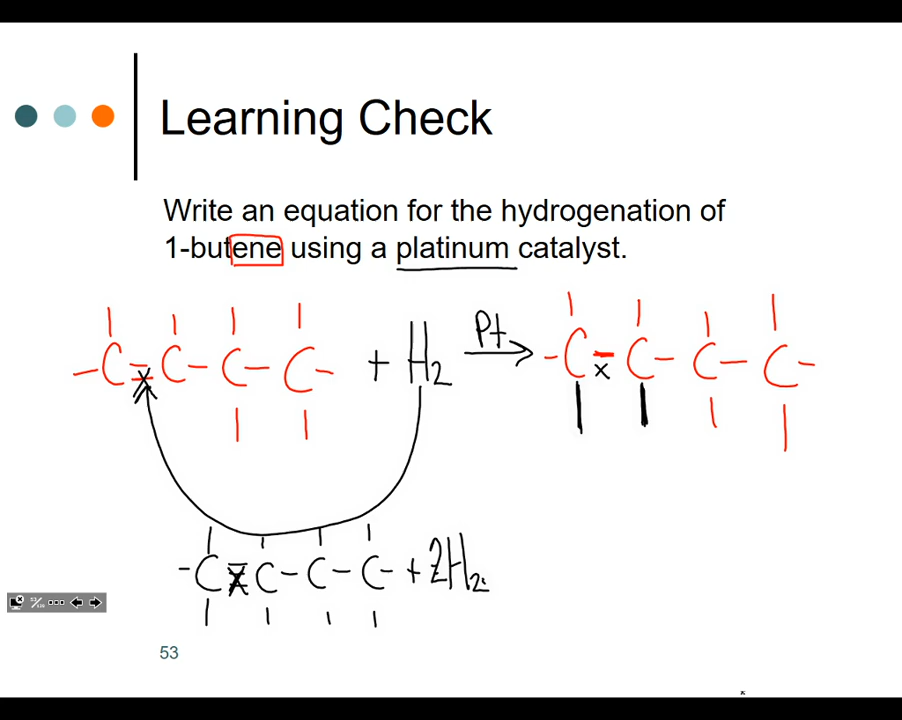 Learning Check
Write an equation for the hydrogenation of
1-butene using a platinum catalyst.
-C=C-C-C- + H2 Pt → -C-C-C-C-
-C≡C-C-C- + 2H2
53